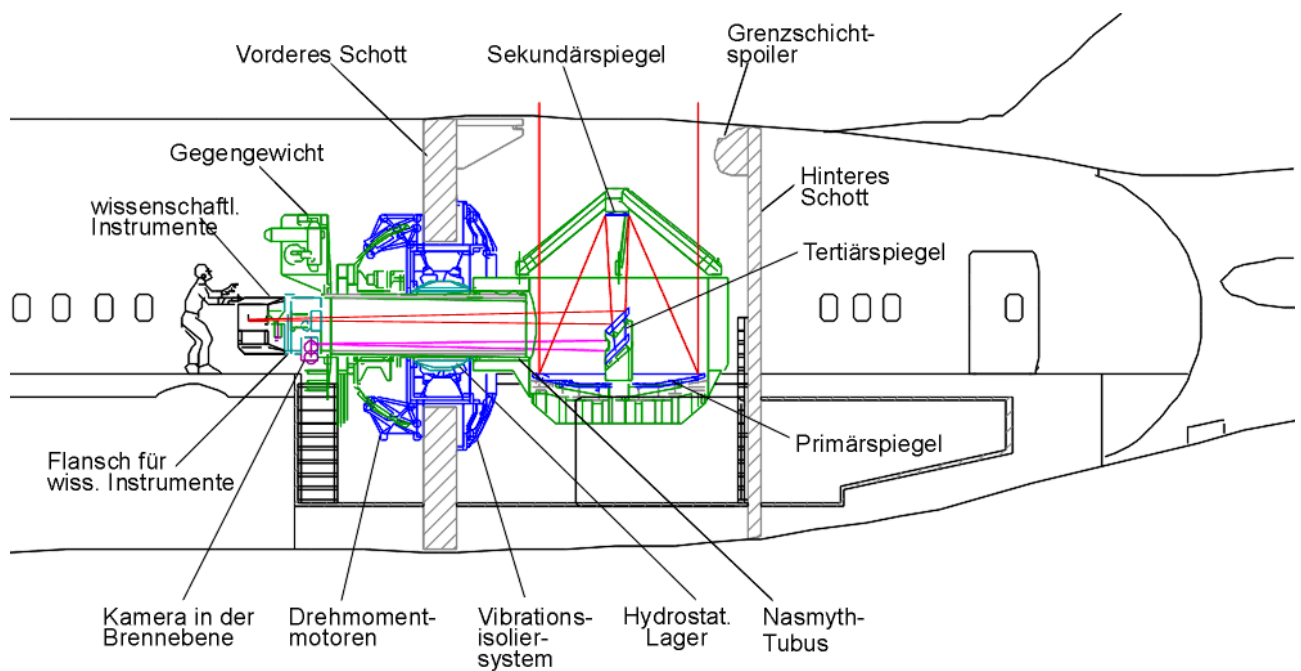 Grenzschicht-
spoiler
Vorderes Schott
Sekundärspiegel
Gegengewicht
Hinteres
Schott
wissenschaftl.
Instrumente
Tertiärspiegel
Primärspiegel
Flansch für
wiss. Instrumente
Kamera in der
Brennebene
Drehmoment-
motoren
Vibrations-
isolier-
system
Hydrostat.
Lager
Nasmyth-
Tubus